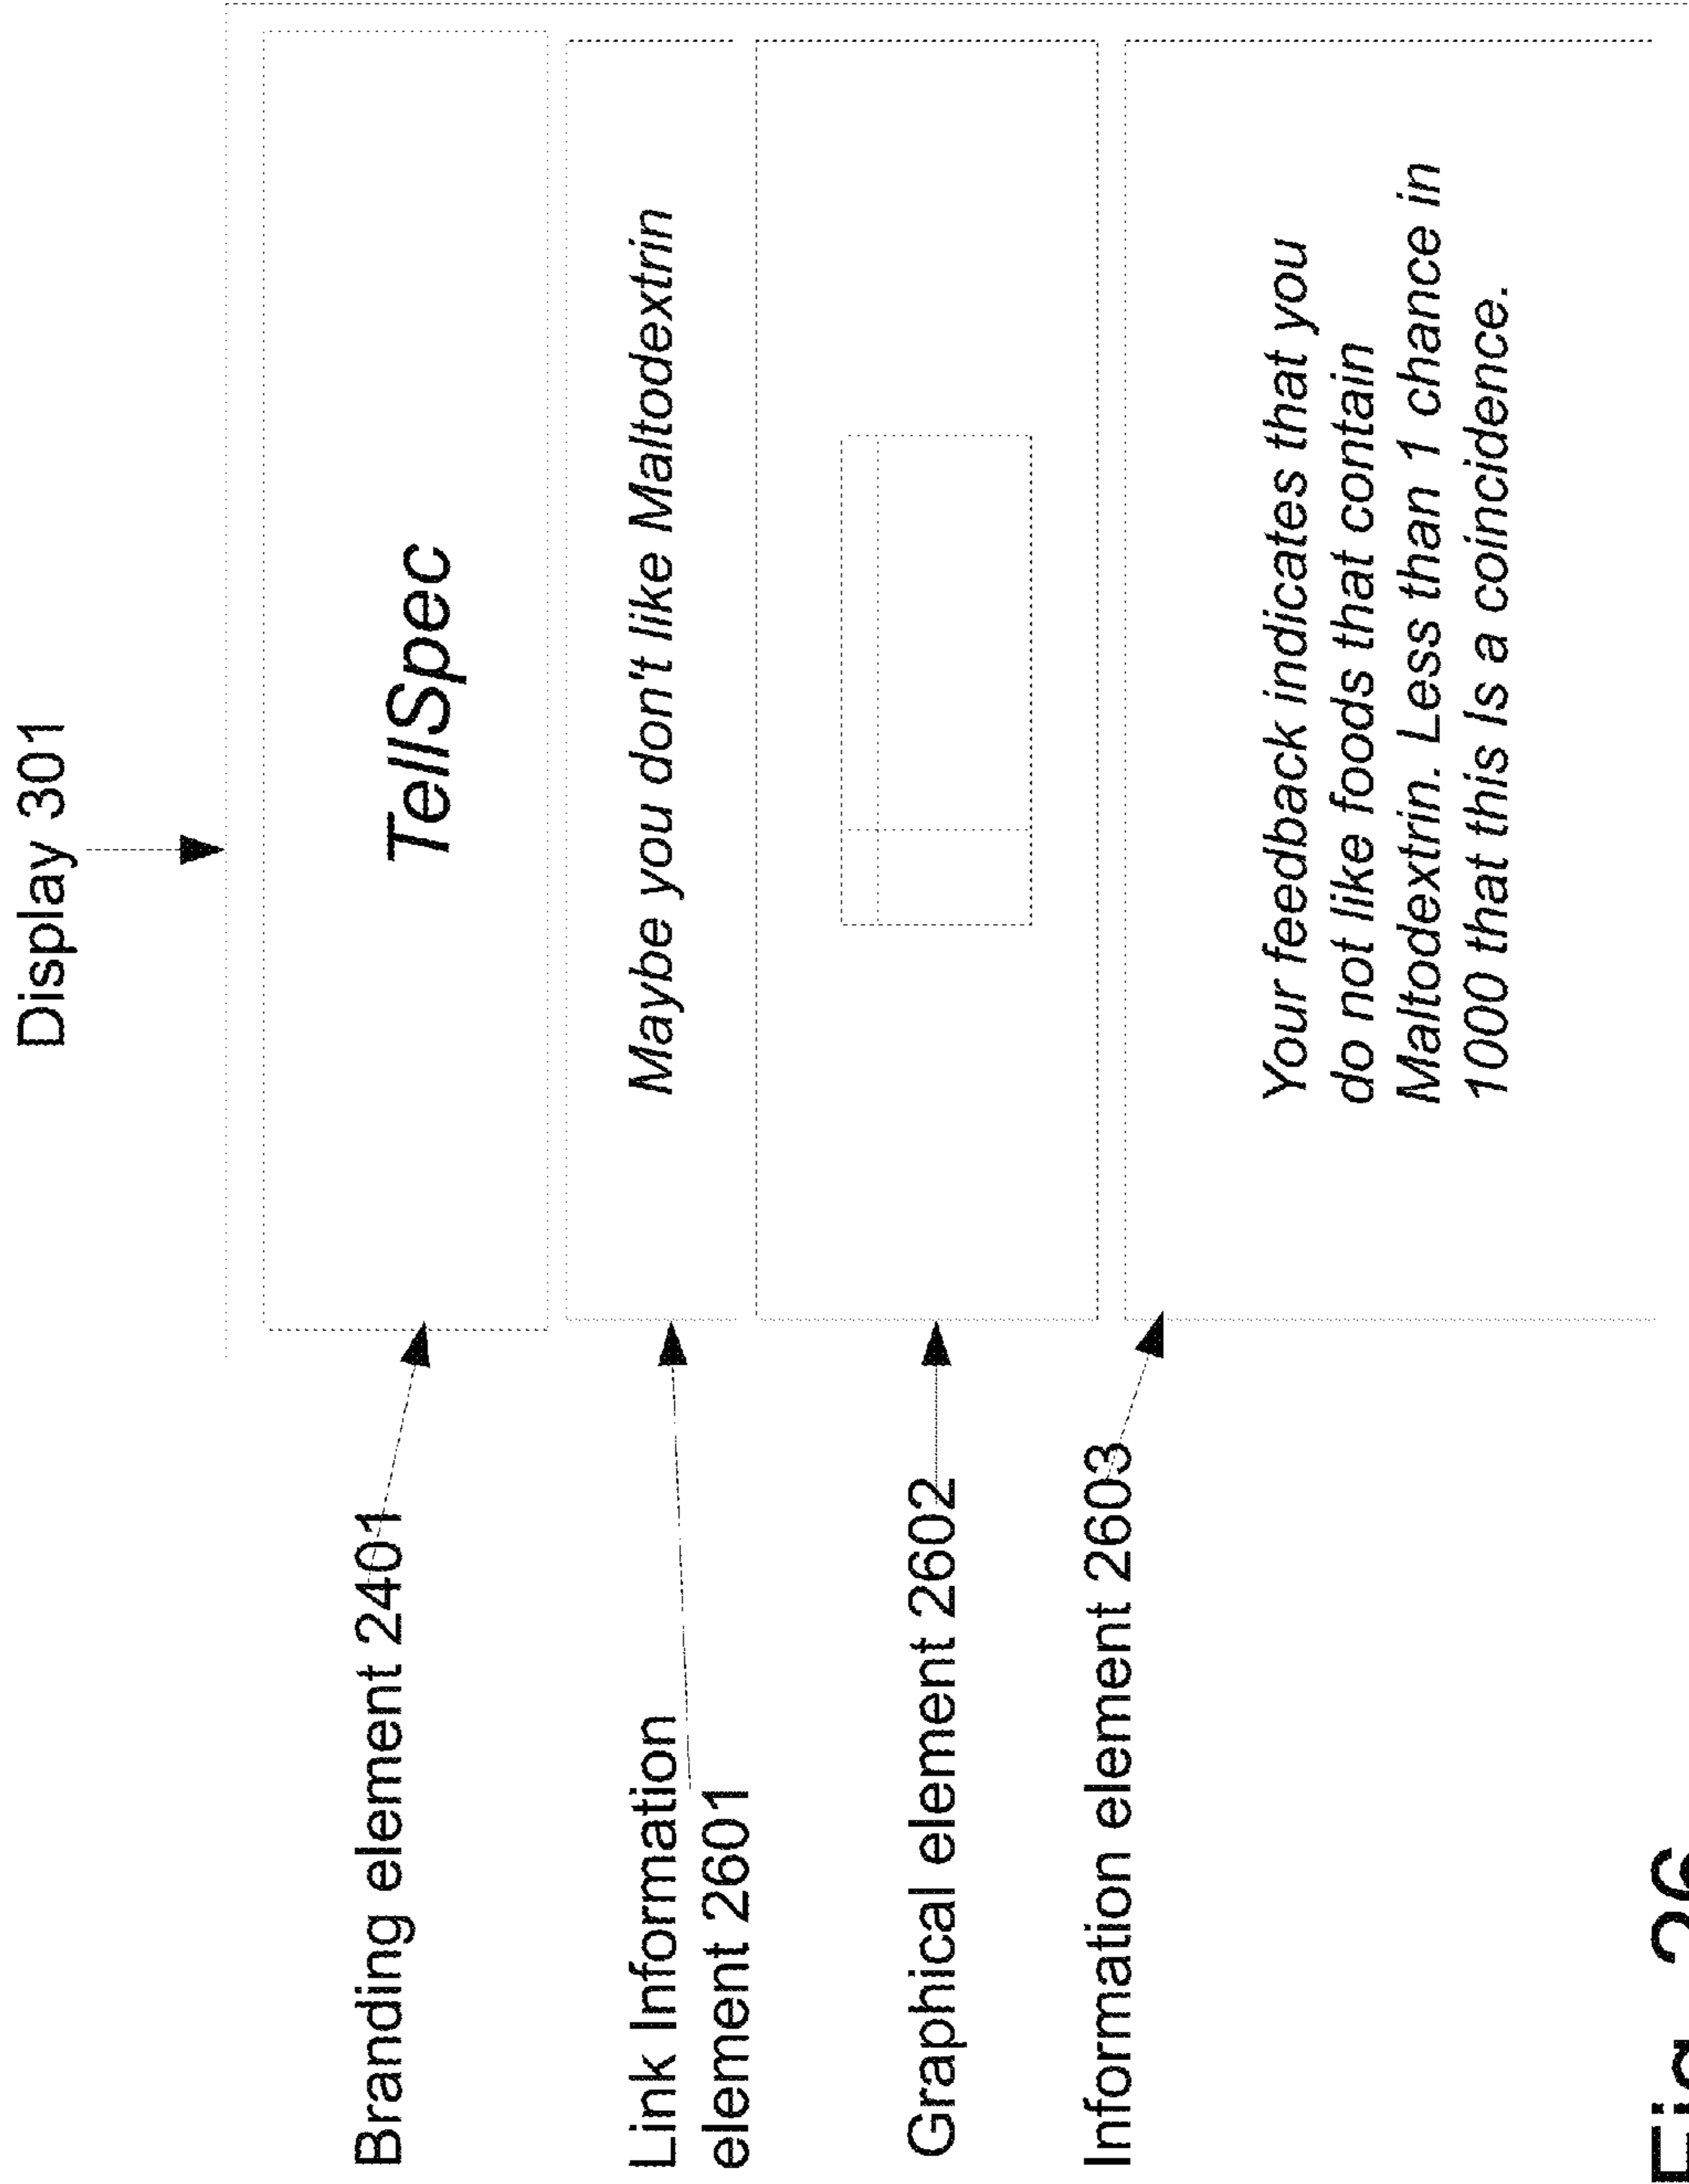 Display 301
Branding element 2401
TellSpec
Link Information
element 2601
Maybe you don't like Maltodextrin
Graphical element 2602
Information element 2603
Your feedback indicates that you
do not like foods that contain
Maltodextrin. Less than 1 chance in
1000 that this Is a coincidence.
Fig. 26